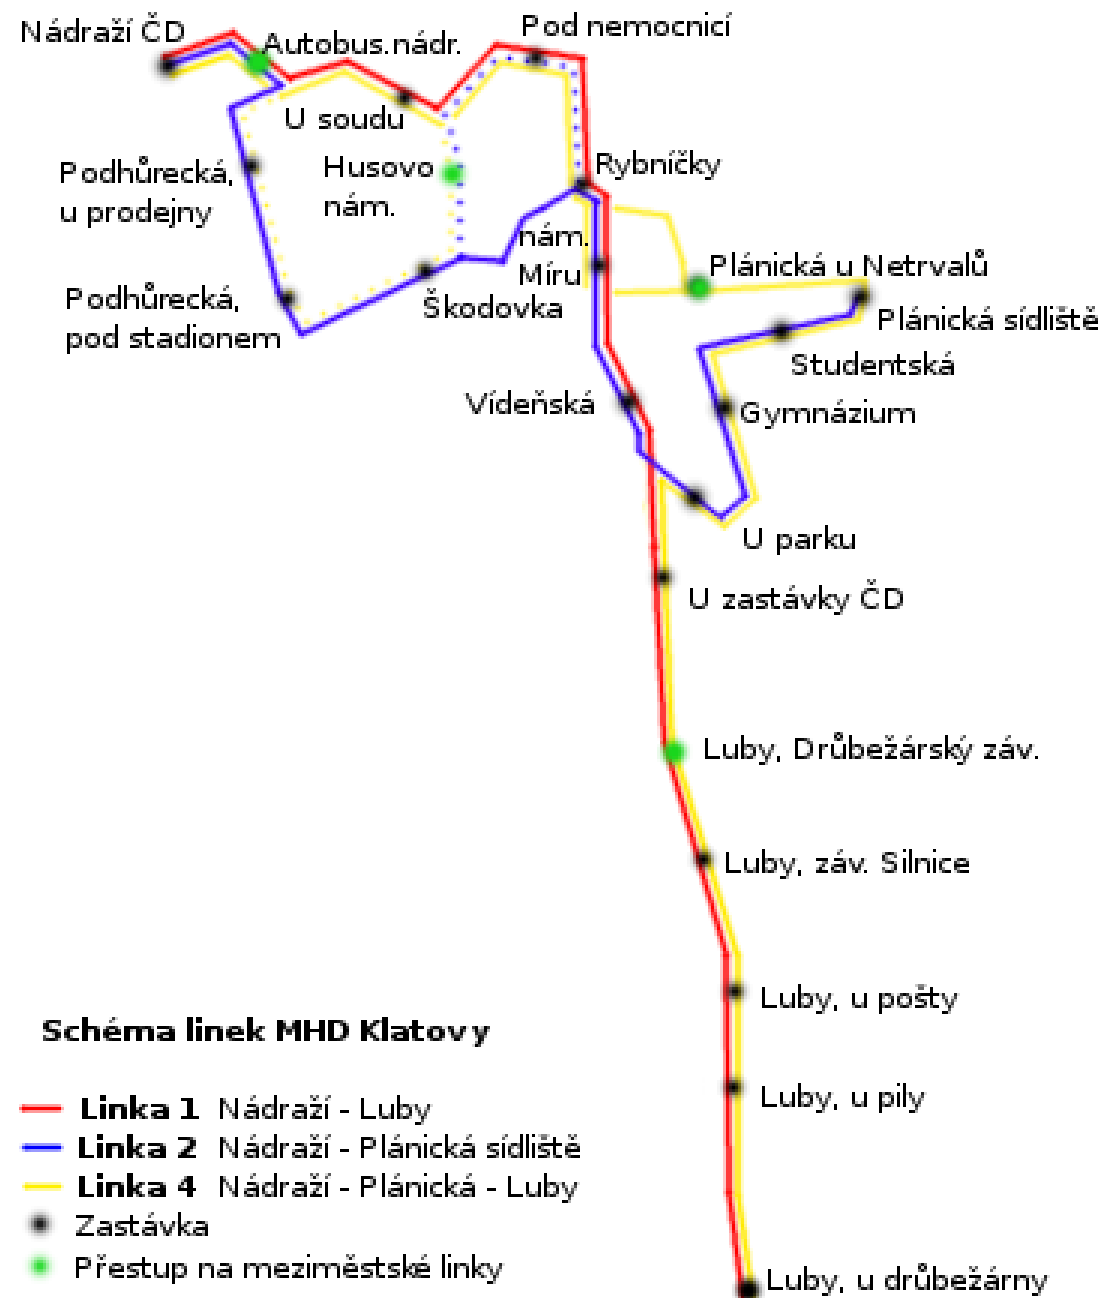 Nádraží ČD
Autobus.nádr.
Pod nemocnicí
U soudu
Podhůrecká,
u prodejny
Husovo
nám.
Rybníčky
nám.
Míru
Plánická u Netrvalů
Podhůrecká,
pod stadionem
Škodovka
Plánická sídliště
Studentská
Vídeňská
Gymnázium
U parku
U zastávky ČD
Luby, Drůbežárský záv.
Luby, záv. Silnice
Luby, u pošty
Luby, u pily
Luby, u drůbežárny
Schéma linek MHD Klatovy
Linka 1 Nádraží - Luby
Linka 2 Nádraží - Plánická sídliště
Linka 4 Nádraží - Plánická - Luby
Zastávka
Přestup na meziměstské linky